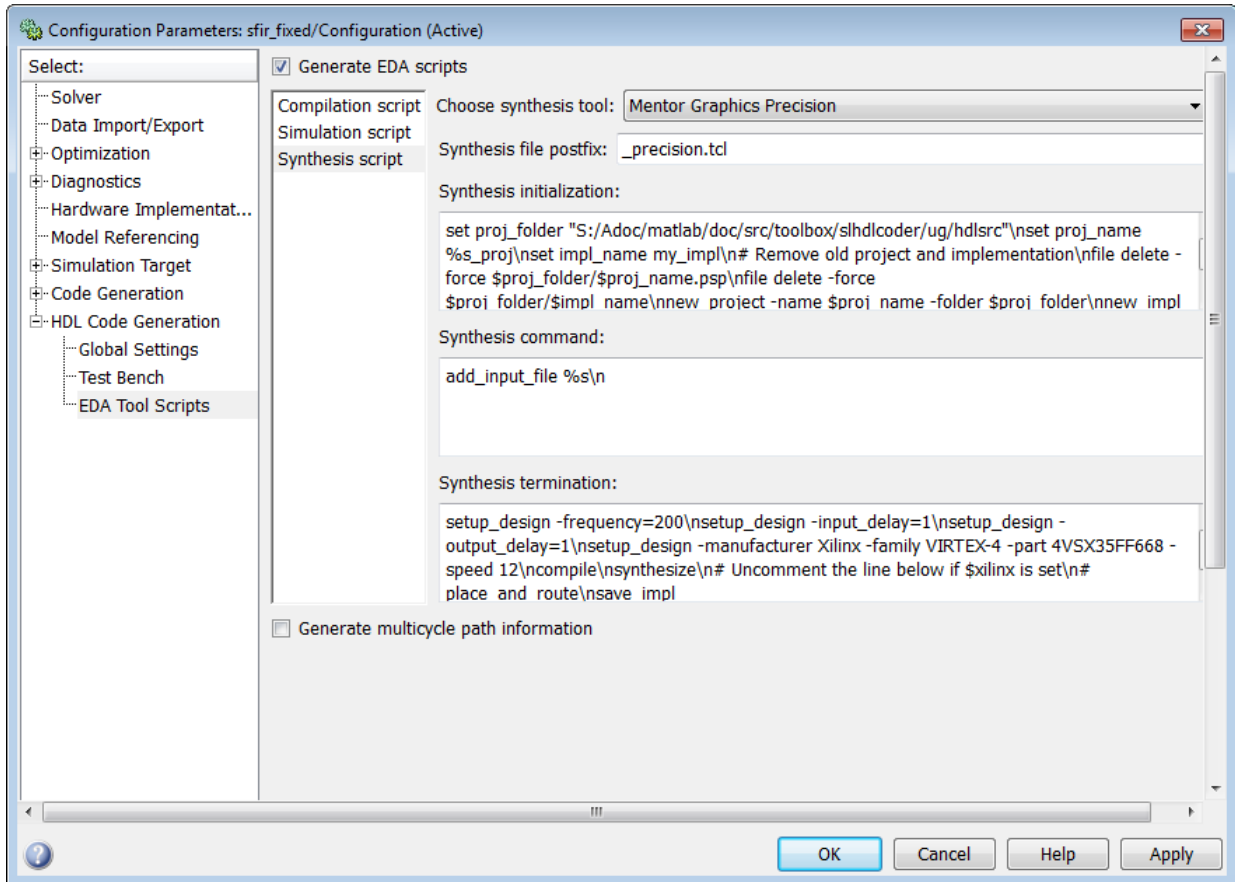 Configuration Parameters: sfir_fixed/Configuration (Active)
Select:
Solver
Data Import/Export
Optimization
Diagnostics
Hardware Implementat...
Model Referencing
Simulation Target
Code Generation
HDL Code Generation
Global Settings
Test Bench
EDA Tool Scripts
Generate EDA scripts
Compilation script
Simulation script
Synthesis script
Choose synthesis tool: Mentor Graphics Precision
Synthesis file postfix: _precision.tcl
Synthesis initialization:
set proj_folder "S:/Adoc/matlab/doc/src/toolbox/slhdlcoder/ug/hdlsrc"\nset proj_name
%s_proj\nset impl_name my_impl\n# Remove old project and implementation\nfile delete -
force $proj_folder/$proj_name.psp\nfile delete -force
$proj_folder/$impl_name\nnew_project -name $proj_name -folder $proj_folder\nnew_impl
Synthesis command:
add_input_file %s\n
Synthesis termination:
setup_design -frequency=200\nsetup_design -input_delay=1\nsetup_design -
output_delay=1\nsetup_design -manufacturer Xilinx -family VIRTEX-4 -part 4VSX35FF668 -
speed 12\ncompile\nsynthesize\n# Uncomment the line below if $xilinx is set\n#
place_and_route\nsave_impl
Generate multicycle path information
OK
Cancel
Help
Apply